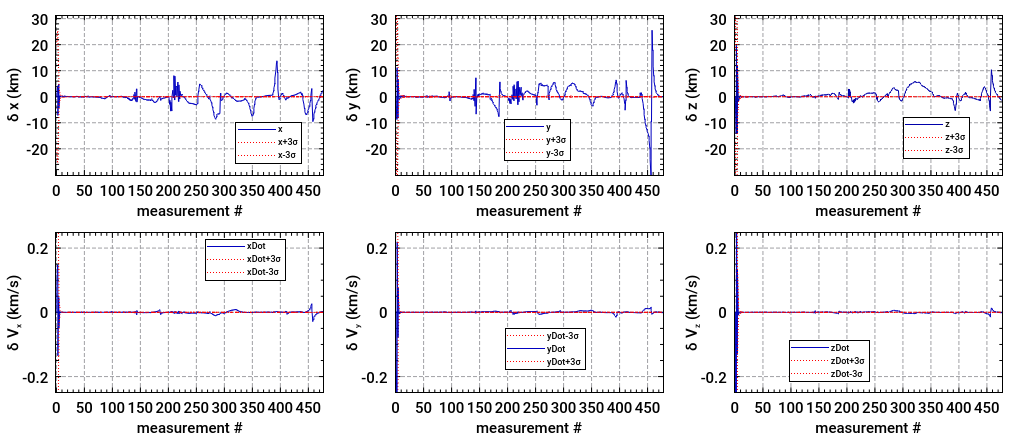 δ x (km)
30
20
10
0
-10
-20
x
x+3σ
x-3σ
0 50 100 150 200 250 300 350 400 450
measurement #
δ y (km)
30
20
10
0
-10
-20
y
y+3σ
y-3σ
0 50 100 150 200 250 300 350 400 450
measurement #
δ z (km)
30
20
10
0
-10
-20
z
z+3σ
z-3σ
0 50 100 150 200 250 300 350 400 450
measurement #
δ Vx (km/s)
0.2
0
-0.2
xDot
xDot+3σ
xDot-3σ
0 50 100 150 200 250 300 350 400 450
measurement #
δ Vy (km/s)
0.2
0
-0.2
yDot-3σ
yDot
yDot+3σ
0 50 100 150 200 250 300 350 400 450
measurement #
δ Vz (km/s)
0.2
0
-0.2
zDot
zDot+3σ
zDot-3σ
0 50 100 150 200 250 300 350 400 450
measurement #